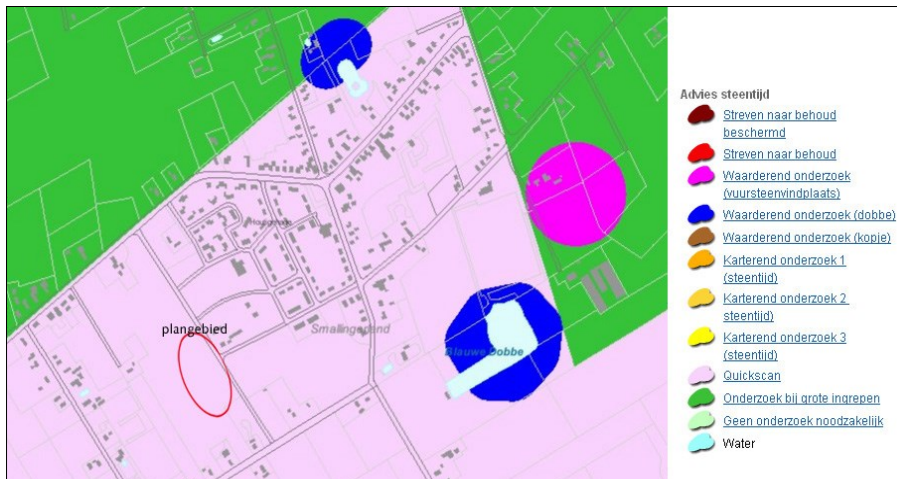 plangebied
Smalingerland
Blauwe Dobbe
Advies steentijd
Streven naar behoud
beschermd
Streven naar behoud
Waarderend onderzoek
(vuursteenvindplaats)
Waarderend onderzoek (dobbe)
Waarderend onderzoek (kopje)
Karterend onderzoek 1
(steentijd)
Karterend onderzoek 2
steentijd)
Karterend onderzoek 3
(steentijd)
Quickscan
Onderzoek bij grote ingrepen
Geen onderzoek noodzakelijk
Water